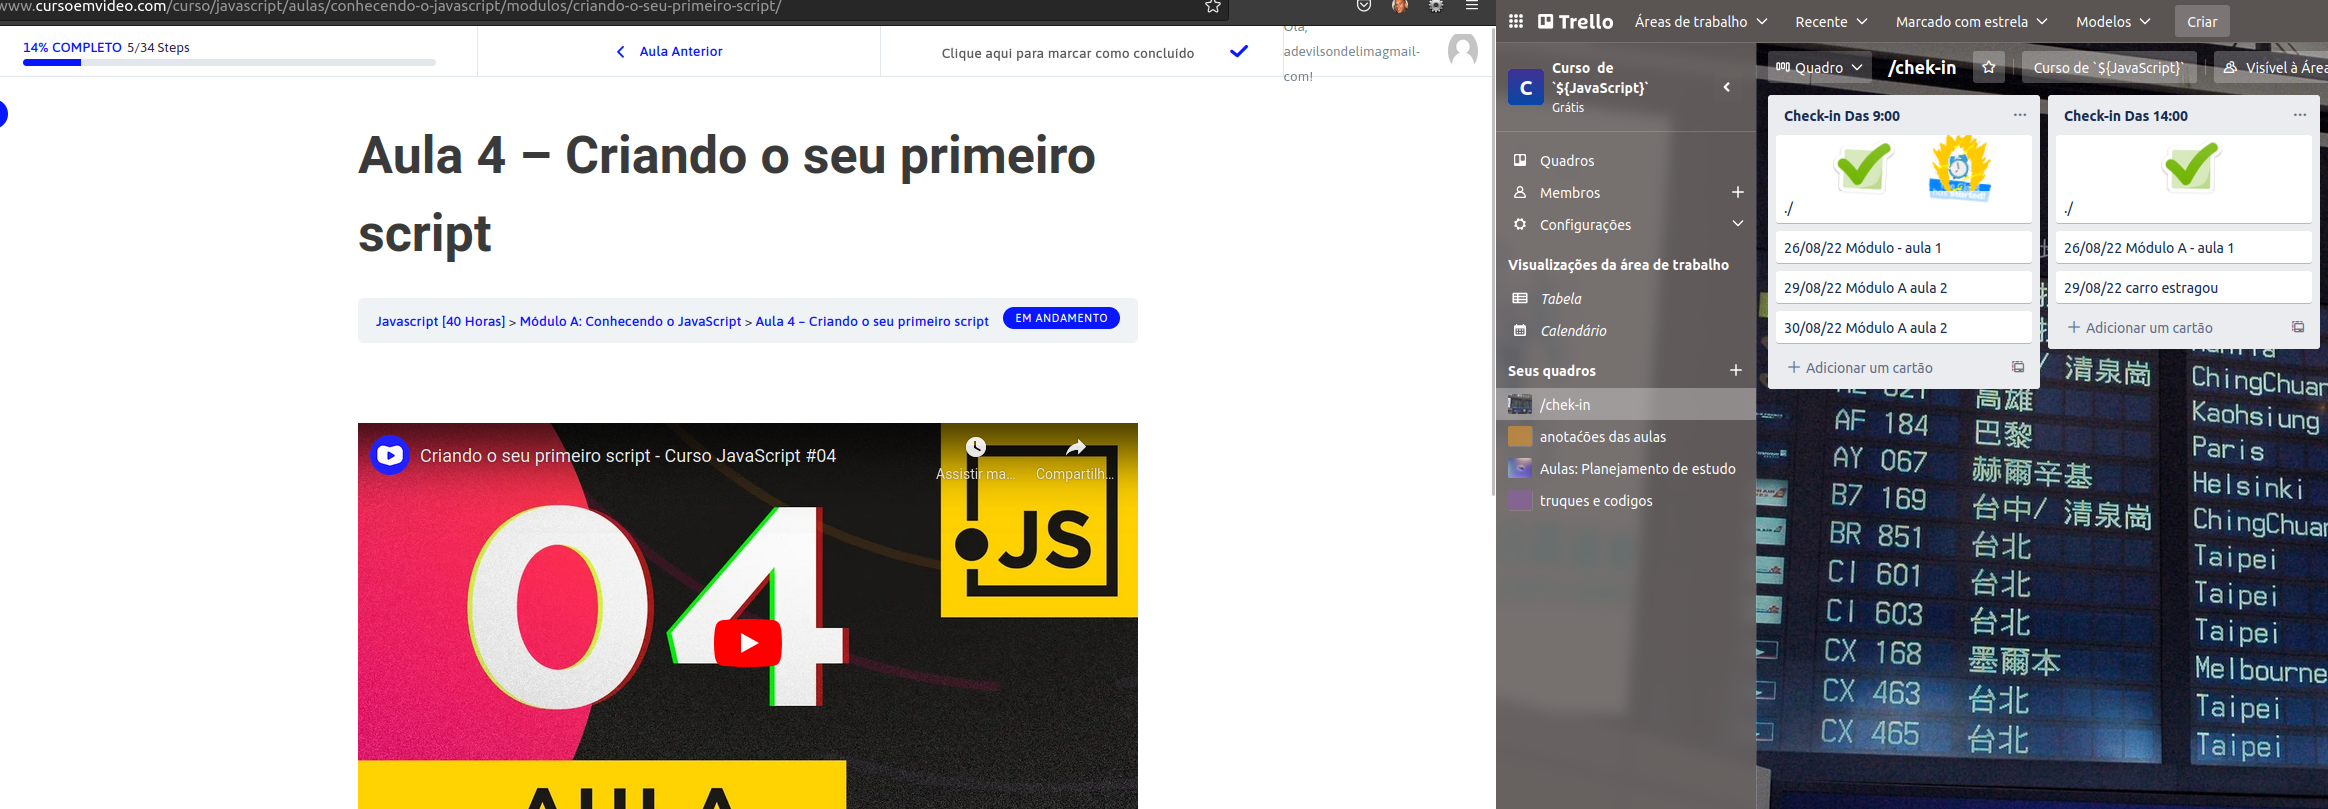 www.cursoemvideo.com/curso/javascript/aulas/conhecendo-o-javascript/modulos/criando-o-seu-primeiro-script/
14% COMPLETO 5/34 Steps
Aula Anterior
Clique aqui para marcar como concluído
Olá,
adevilsondelimagmail-
com!
Aula 4 – Criando o seu primeiro
script
Javascript [40 Horas] > Módulo A: Conhecendo o JavaScript > Aula 4 – Criando o seu primeiro script
EM ANDAMENTO
Criando o seu primeiro script - Curso JavaScript #04
Assistir ma...
Compartilh...
04
JS
AULA
Trello
Áreas de trabalho
Recente
Marcado com estrela
Modelos
Criar
C
Curso de
`${JavaScript}`
Grátis
Quadros
Membros
Configurações
Visualizações da área de trabalho
Tabela
Calendário
Seus quadros
/chek-in
anotaćões das aulas
Aulas: Planejamento de estudo
truques e codigos
Quadro
/chek-in
Curso de `${JavaScript}`
Visível à Área
Check-in Das 9:00
./
26/08/22 Módulo - aula 1
29/08/22 Módulo A aula 2
30/08/22 Módulo A aula 2
Adicionar um cartão
Check-in Das 14:00
./
26/08/22 Módulo A - aula 1
29/08/22 carro estragou
Adicionar um cartão
清泉崗 ChingChuan
高雄 Kaohsiung
AF 184 巴黎 Paris
AY 067 赫爾辛基 Helsinki
B7 169 台中/ 清泉崗 ChingChuan
BR 851 台北 Taipei
CI 601 台北 Taipei
CI 603 台北 Taipei
CX 168 墨爾本 Melbourne
CX 463 台北 Taipei
CX 465 台北 Taipei